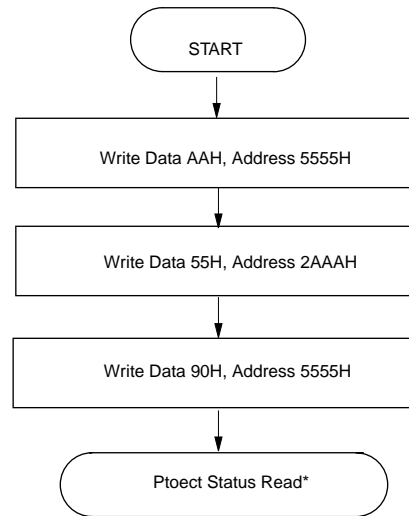 START
Write Data AAH, Address 5555H
Write Data 55H, Address 2AAAH
Write Data 90H, Address 5555H
Ptoect Status Read*